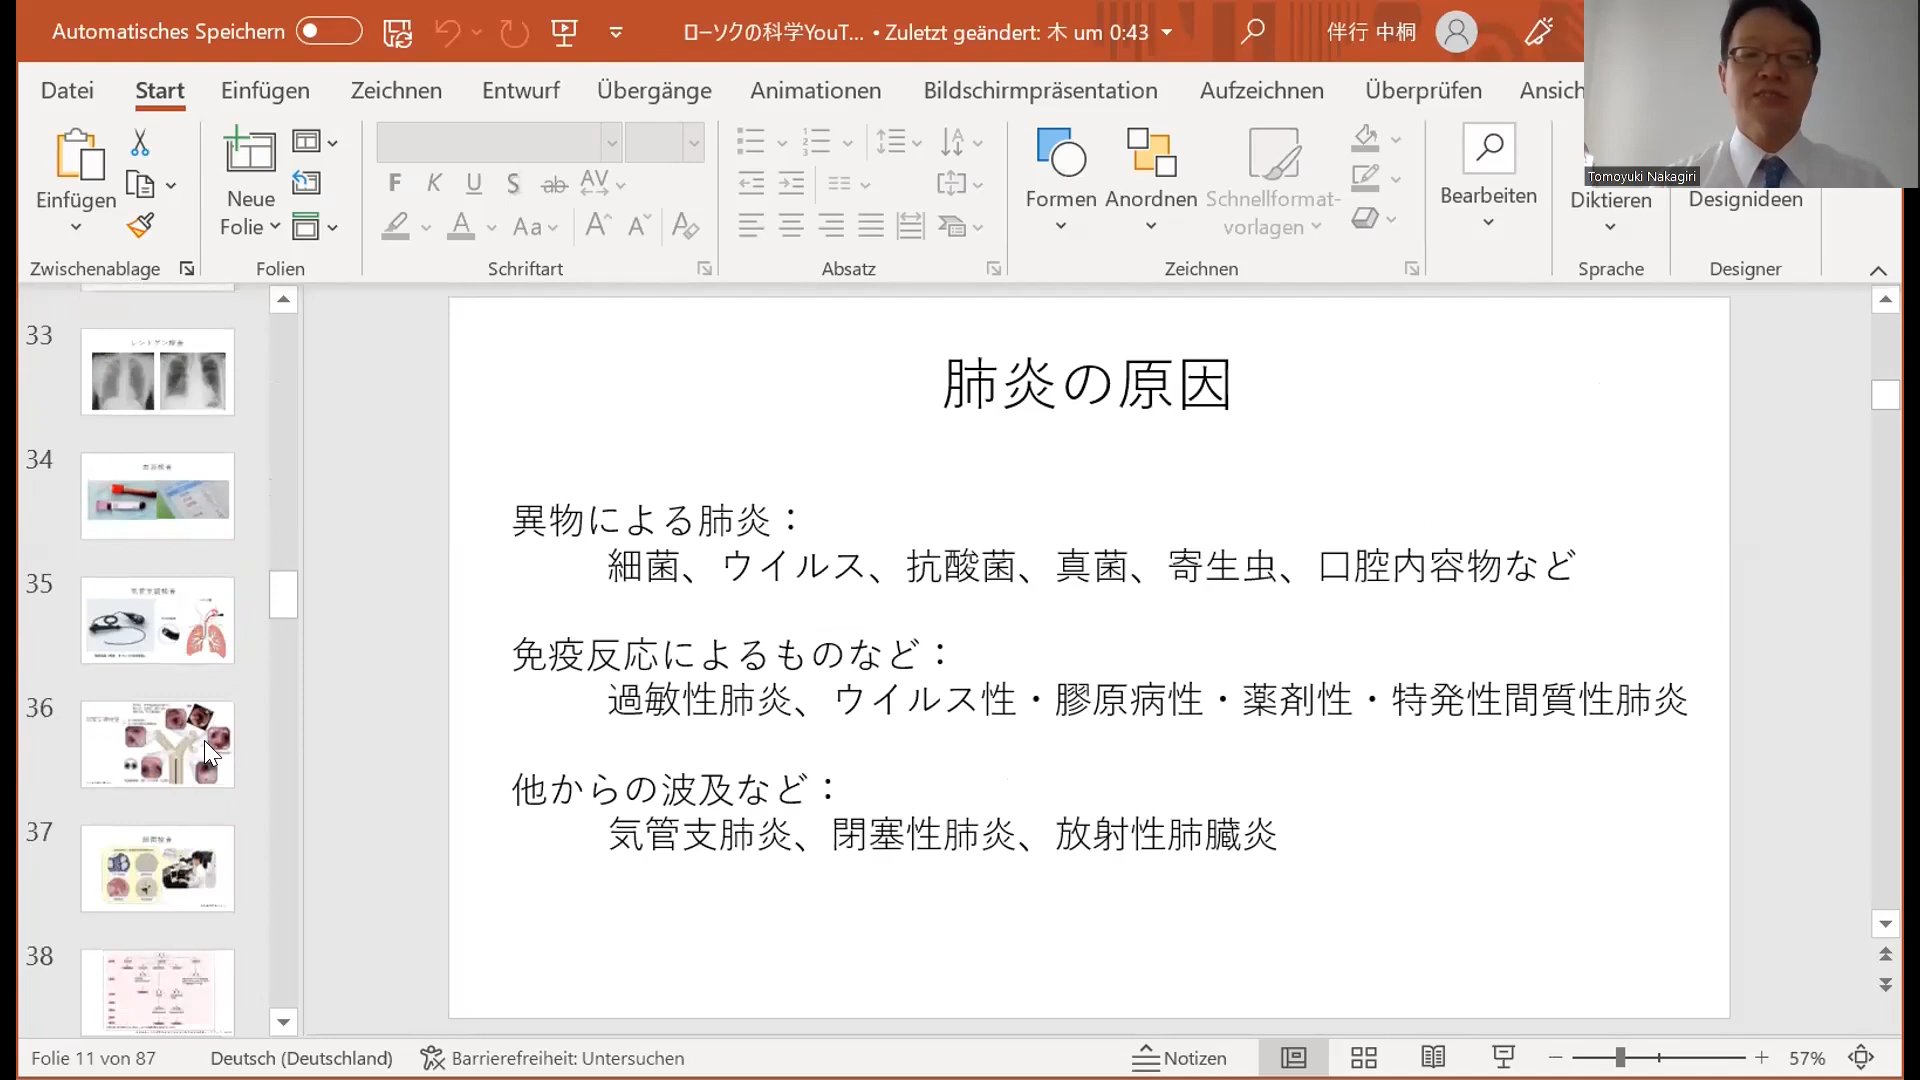 Automatisches Speichern
ローソクの科学YouT... • Zuletzt geändert: 木 um 0:43
伴行 中桐
Datei Start Einfügen Zeichnen Entwurf Übergänge Animationen Bildschirmpräsentation Aufzeichnen Überprüfen Ansich
Tomoyuki Nakagiri
Einfügen
Neue
Folie
F K U S ab AV
A Aa A A A
Formen Anordnen Schnellformat-
vorlagen
Bearbeiten
Diktieren
Designideen
Zwischenablage Folien Schriftart Absatz Zeichnen Sprache Designer
33
34
35
36
37
38
肺炎の原因
異物による肺炎：
細菌、ウイルス、抗酸菌、真菌、寄生虫、口腔内容物など
免疫反応によるものなど：
過敏性肺炎、ウイルス性・膠原病性・薬剤性・特発性間質性肺炎
他からの波及など：
気管支肺炎、閉塞性肺炎、放射性肺臓炎
Folie 11 von 87 Deutsch (Deutschland) Barrierefreiheit: Untersuchen Notizen 57%